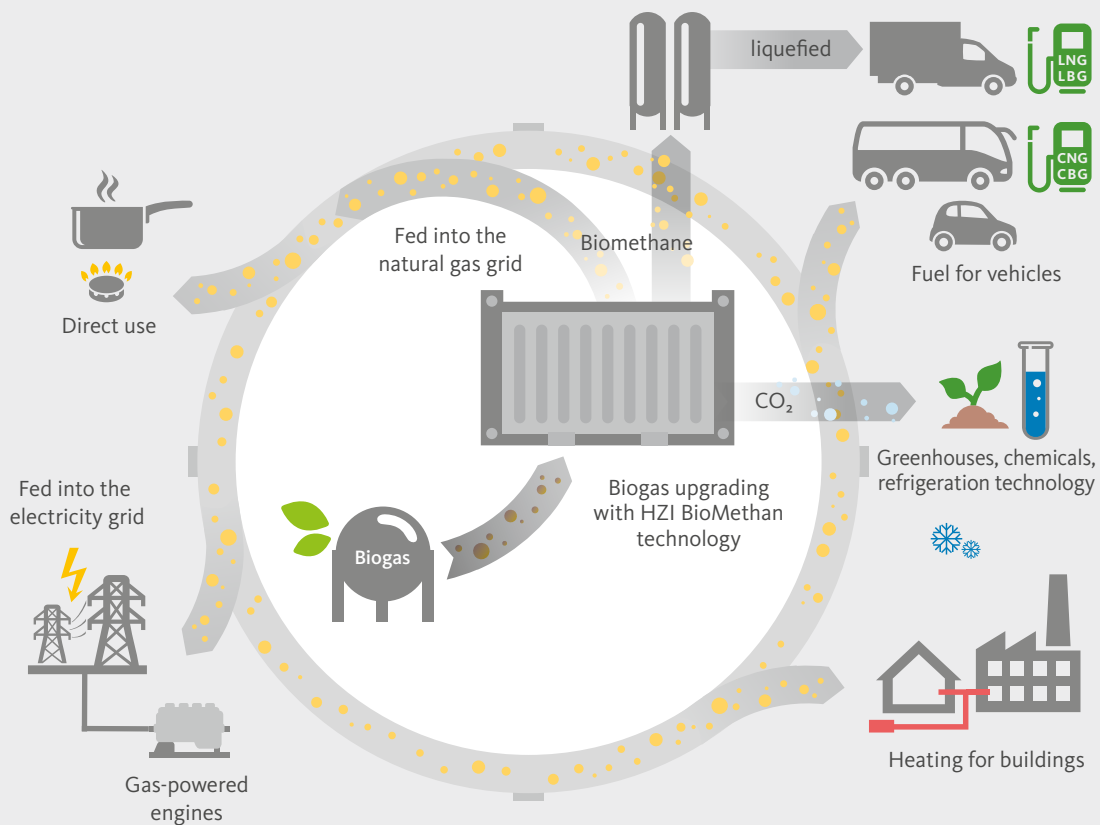 liquefied
LNG
LBG
CNG
CBG
Fuel for vehicles
Fed into the
natural gas grid
Biomethane
Direct use
CO₂
Greenhouses, chemicals,
refrigeration technology
Fed into the
electricity grid
Biogas upgrading
with HZI BioMethan
technology
Biogas
Heating for buildings
Gas-powered
engines